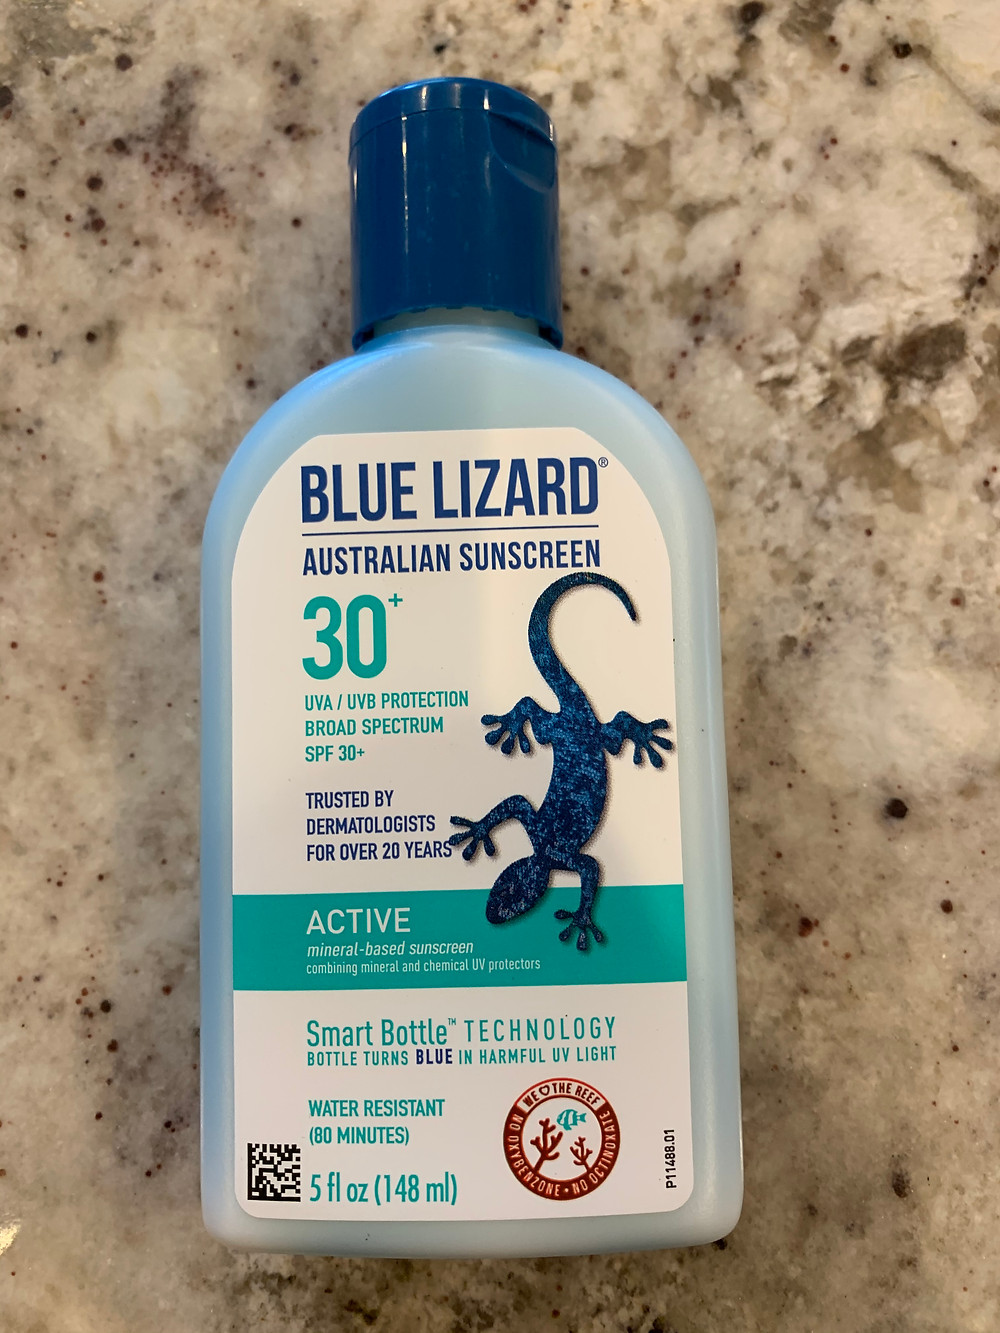 BLUE LIZARD®
AUSTRALIAN SUNSCREEN
30+
UVA / UVB PROTECTION
BROAD SPECTRUM
SPF 30+
TRUSTED BY
DERMATOLOGISTS
FOR OVER 20 YEARS
ACTIVE
mineral-based sunscreen
combining mineral and chemical UV protectors
Smart Bottle™ TECHNOLOGY
BOTTLE TURNS BLUE IN HARMFUL UV LIGHT
WATER RESISTANT
(80 MINUTES)
5 fl oz (148 ml)
WE THE REEF
NO OXYBENZONE • NO OCTINOXATE
P11488.01